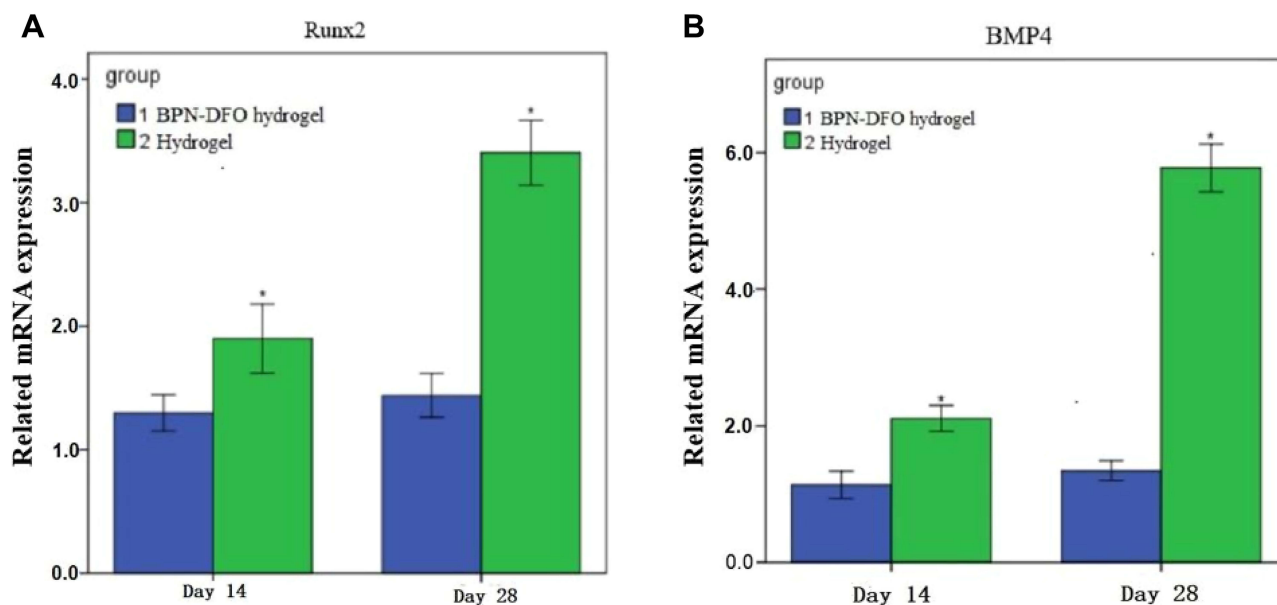 A
Runx2
group
1 BPN-DFO hydrogel
2 Hydrogel
Related mRNA expression
4.0
3.0
2.0
1.0
0.0
*
*
Day 14
Day 28
B
BMP4
group
1 BPN-DFO hydrogel
2 Hydrogel
Related mRNA expression
6.0
4.0
2.0
0.0
*
*
Day 14
Day 28